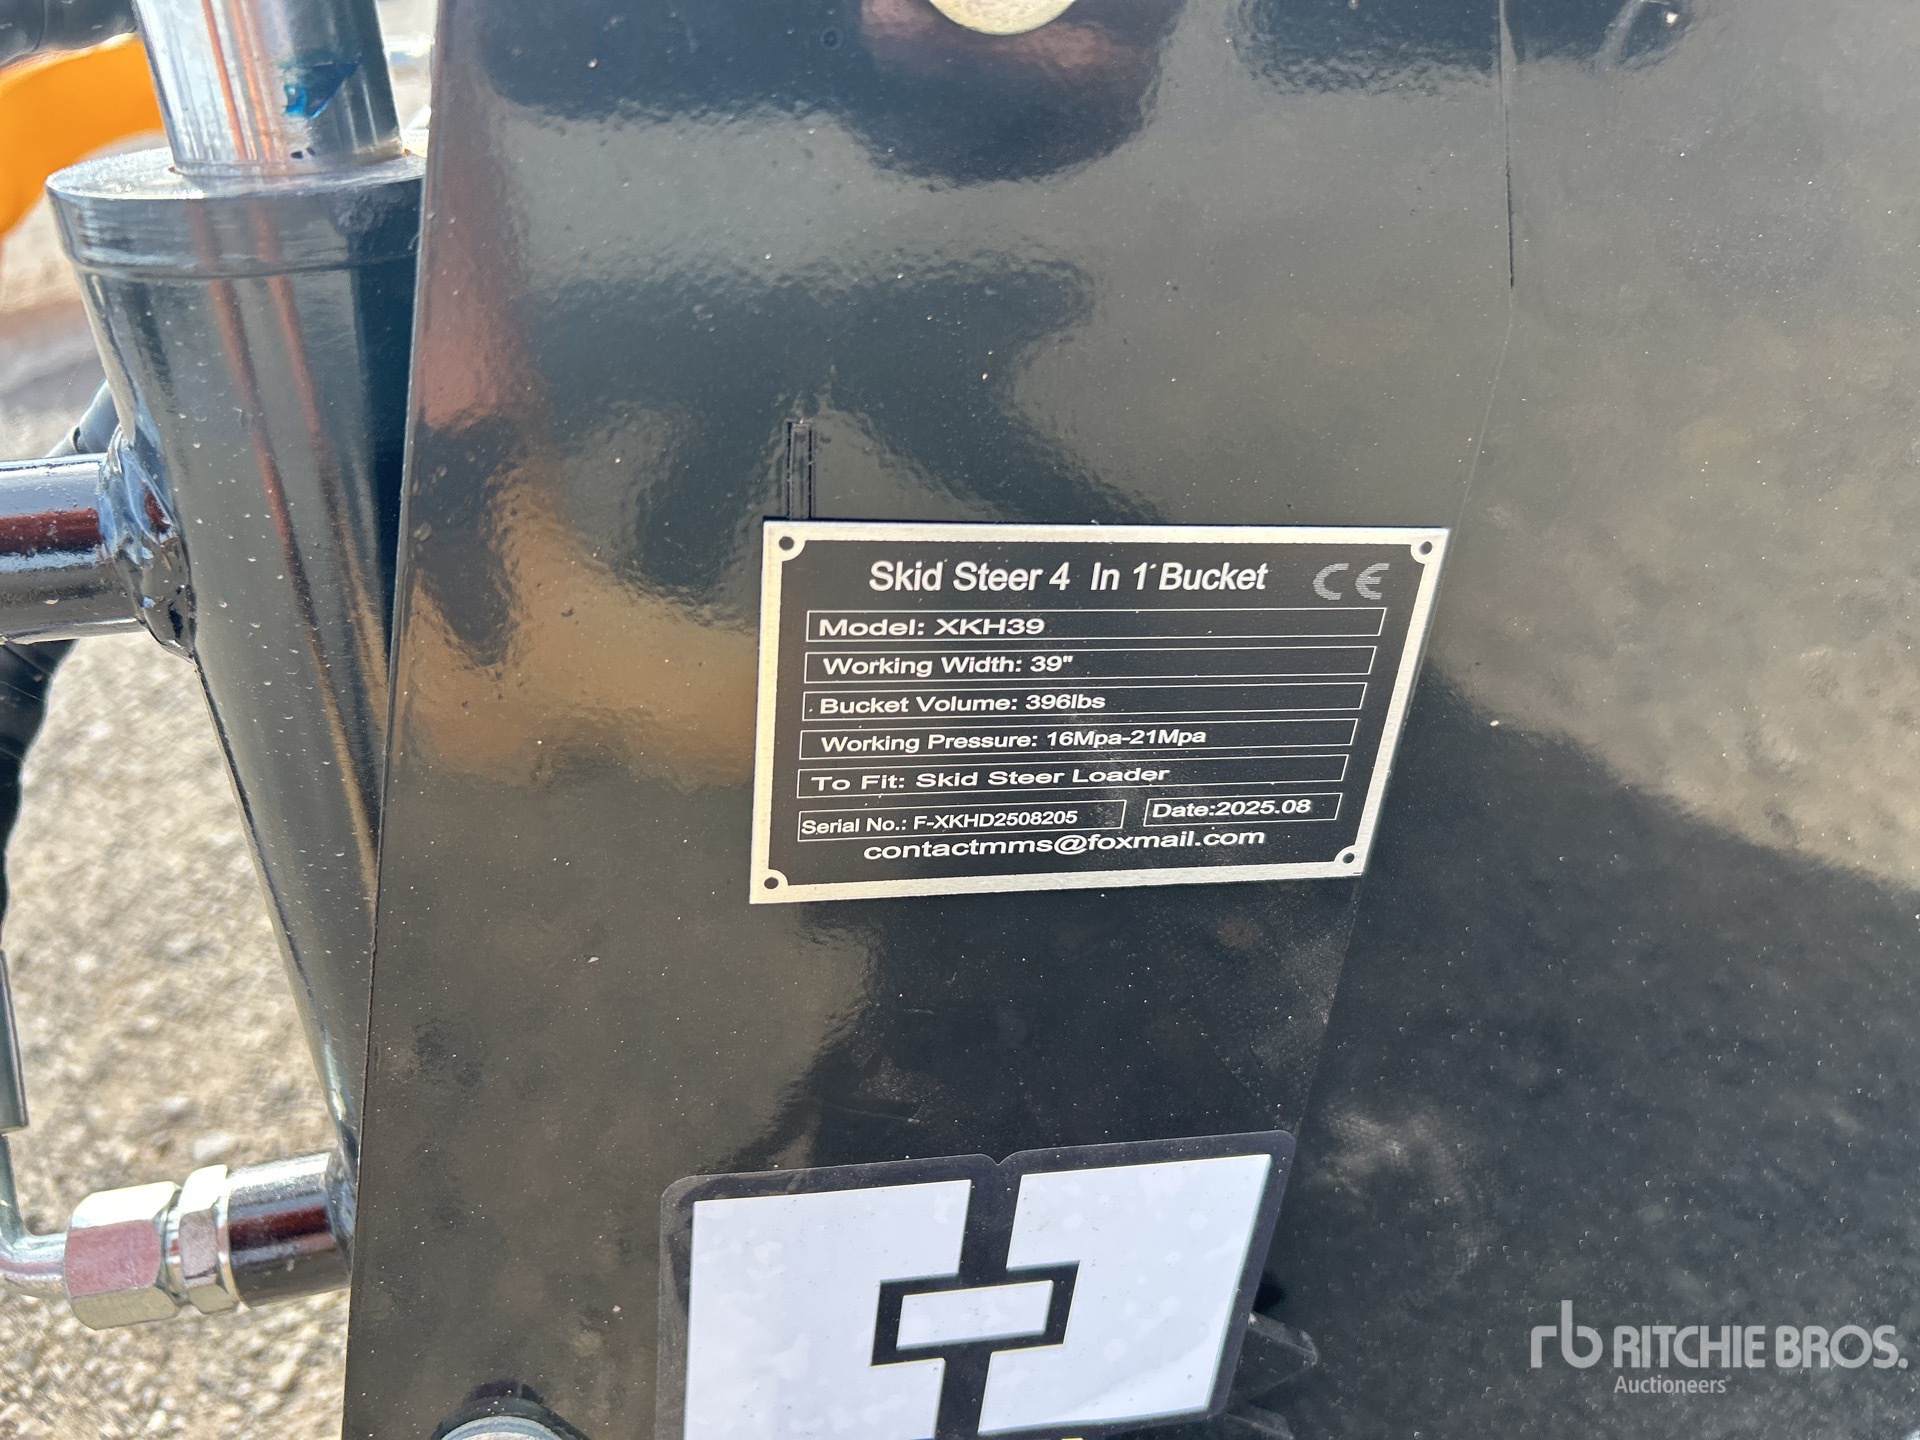 Skid Steer 4 In 1 Bucket CE
Model: XKH39
Working Width: 39"
Bucket Volume: 396lbs
Working Pressure: 16Mpa-21Mpa
To Fit: Skid Steer Loader
Serial No.: F-XKHD2508205 Date:2025.08
contactmms@foxmail.com
rb RITCHIE BROS.
Auctioneers